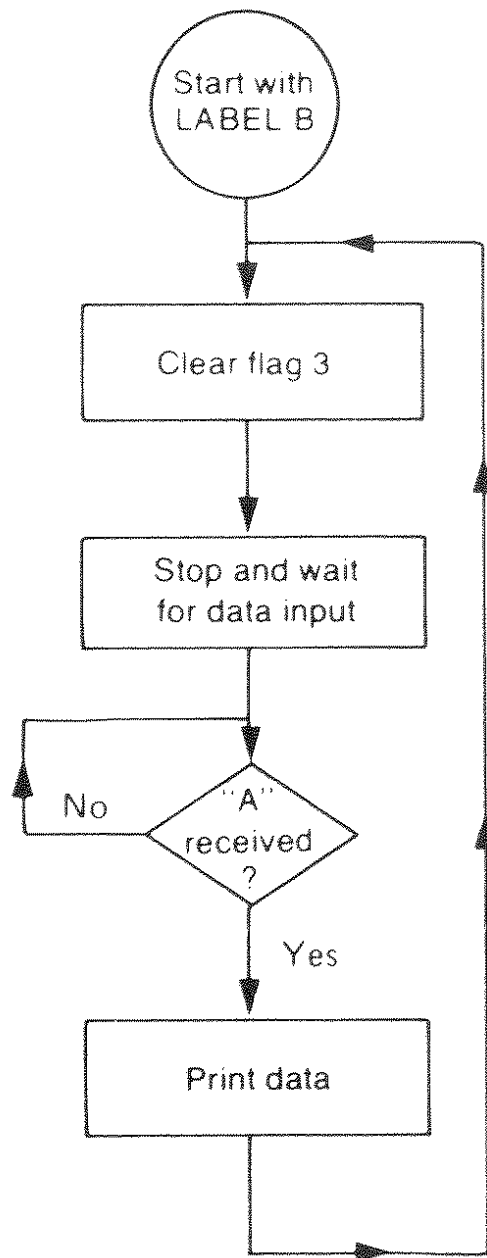 Start with
LABEL B
Clear flag 3
Stop and wait
for data input
"A"
received
?
No
Yes
Print data